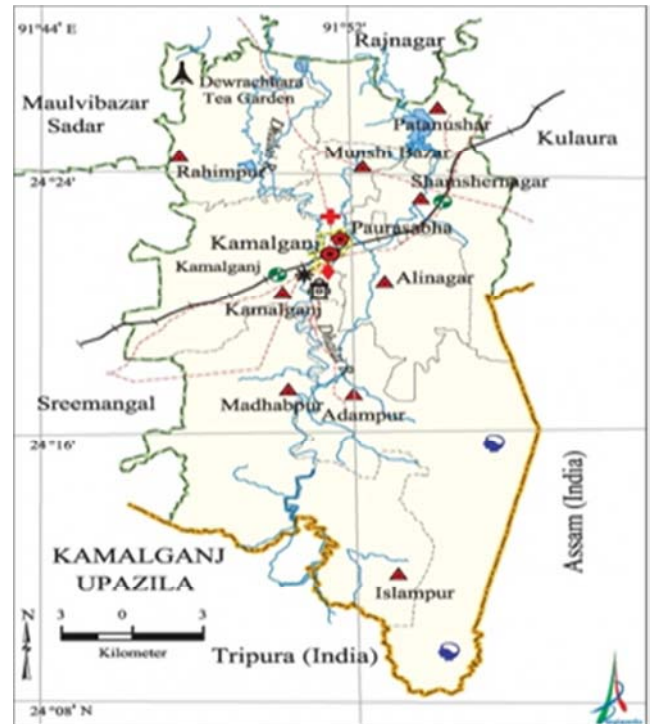 91°44' E
91°52'
Rajnagar
Dewrachhara
Tea Garden
Maulvibazar
Sadar
Patanushar
Kulaura
Munshi Bazar
24°24'
Rahimpur
Shamshernagar
Paurasabha
Kamalganj
Kamalganj
Alinagar
Kamalganj
Sreemangal
Madhabpur
Adampur
24°16'
Assam (India)
KAMALGANJ
UPAZILA
Islampur
N
3 0 3
Kilometer
Tripura (India)
24°08' N